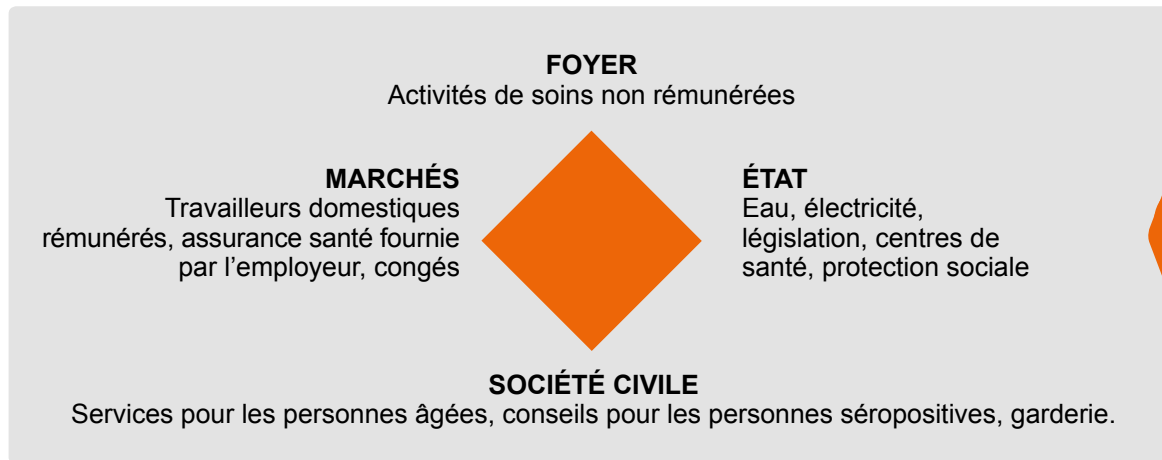 FOYER
Activités de soins non rémunérées
MARCHÉS
Travailleurs domestiques
rémunérés, assurance santé fournie
par l’employeur, congés
ÉTAT
Eau, électricité,
législation, centres de
santé, protection sociale
SOCIÉTÉ CIVILE
Services pour les personnes âgées, conseils pour les personnes séropositives, garderie.